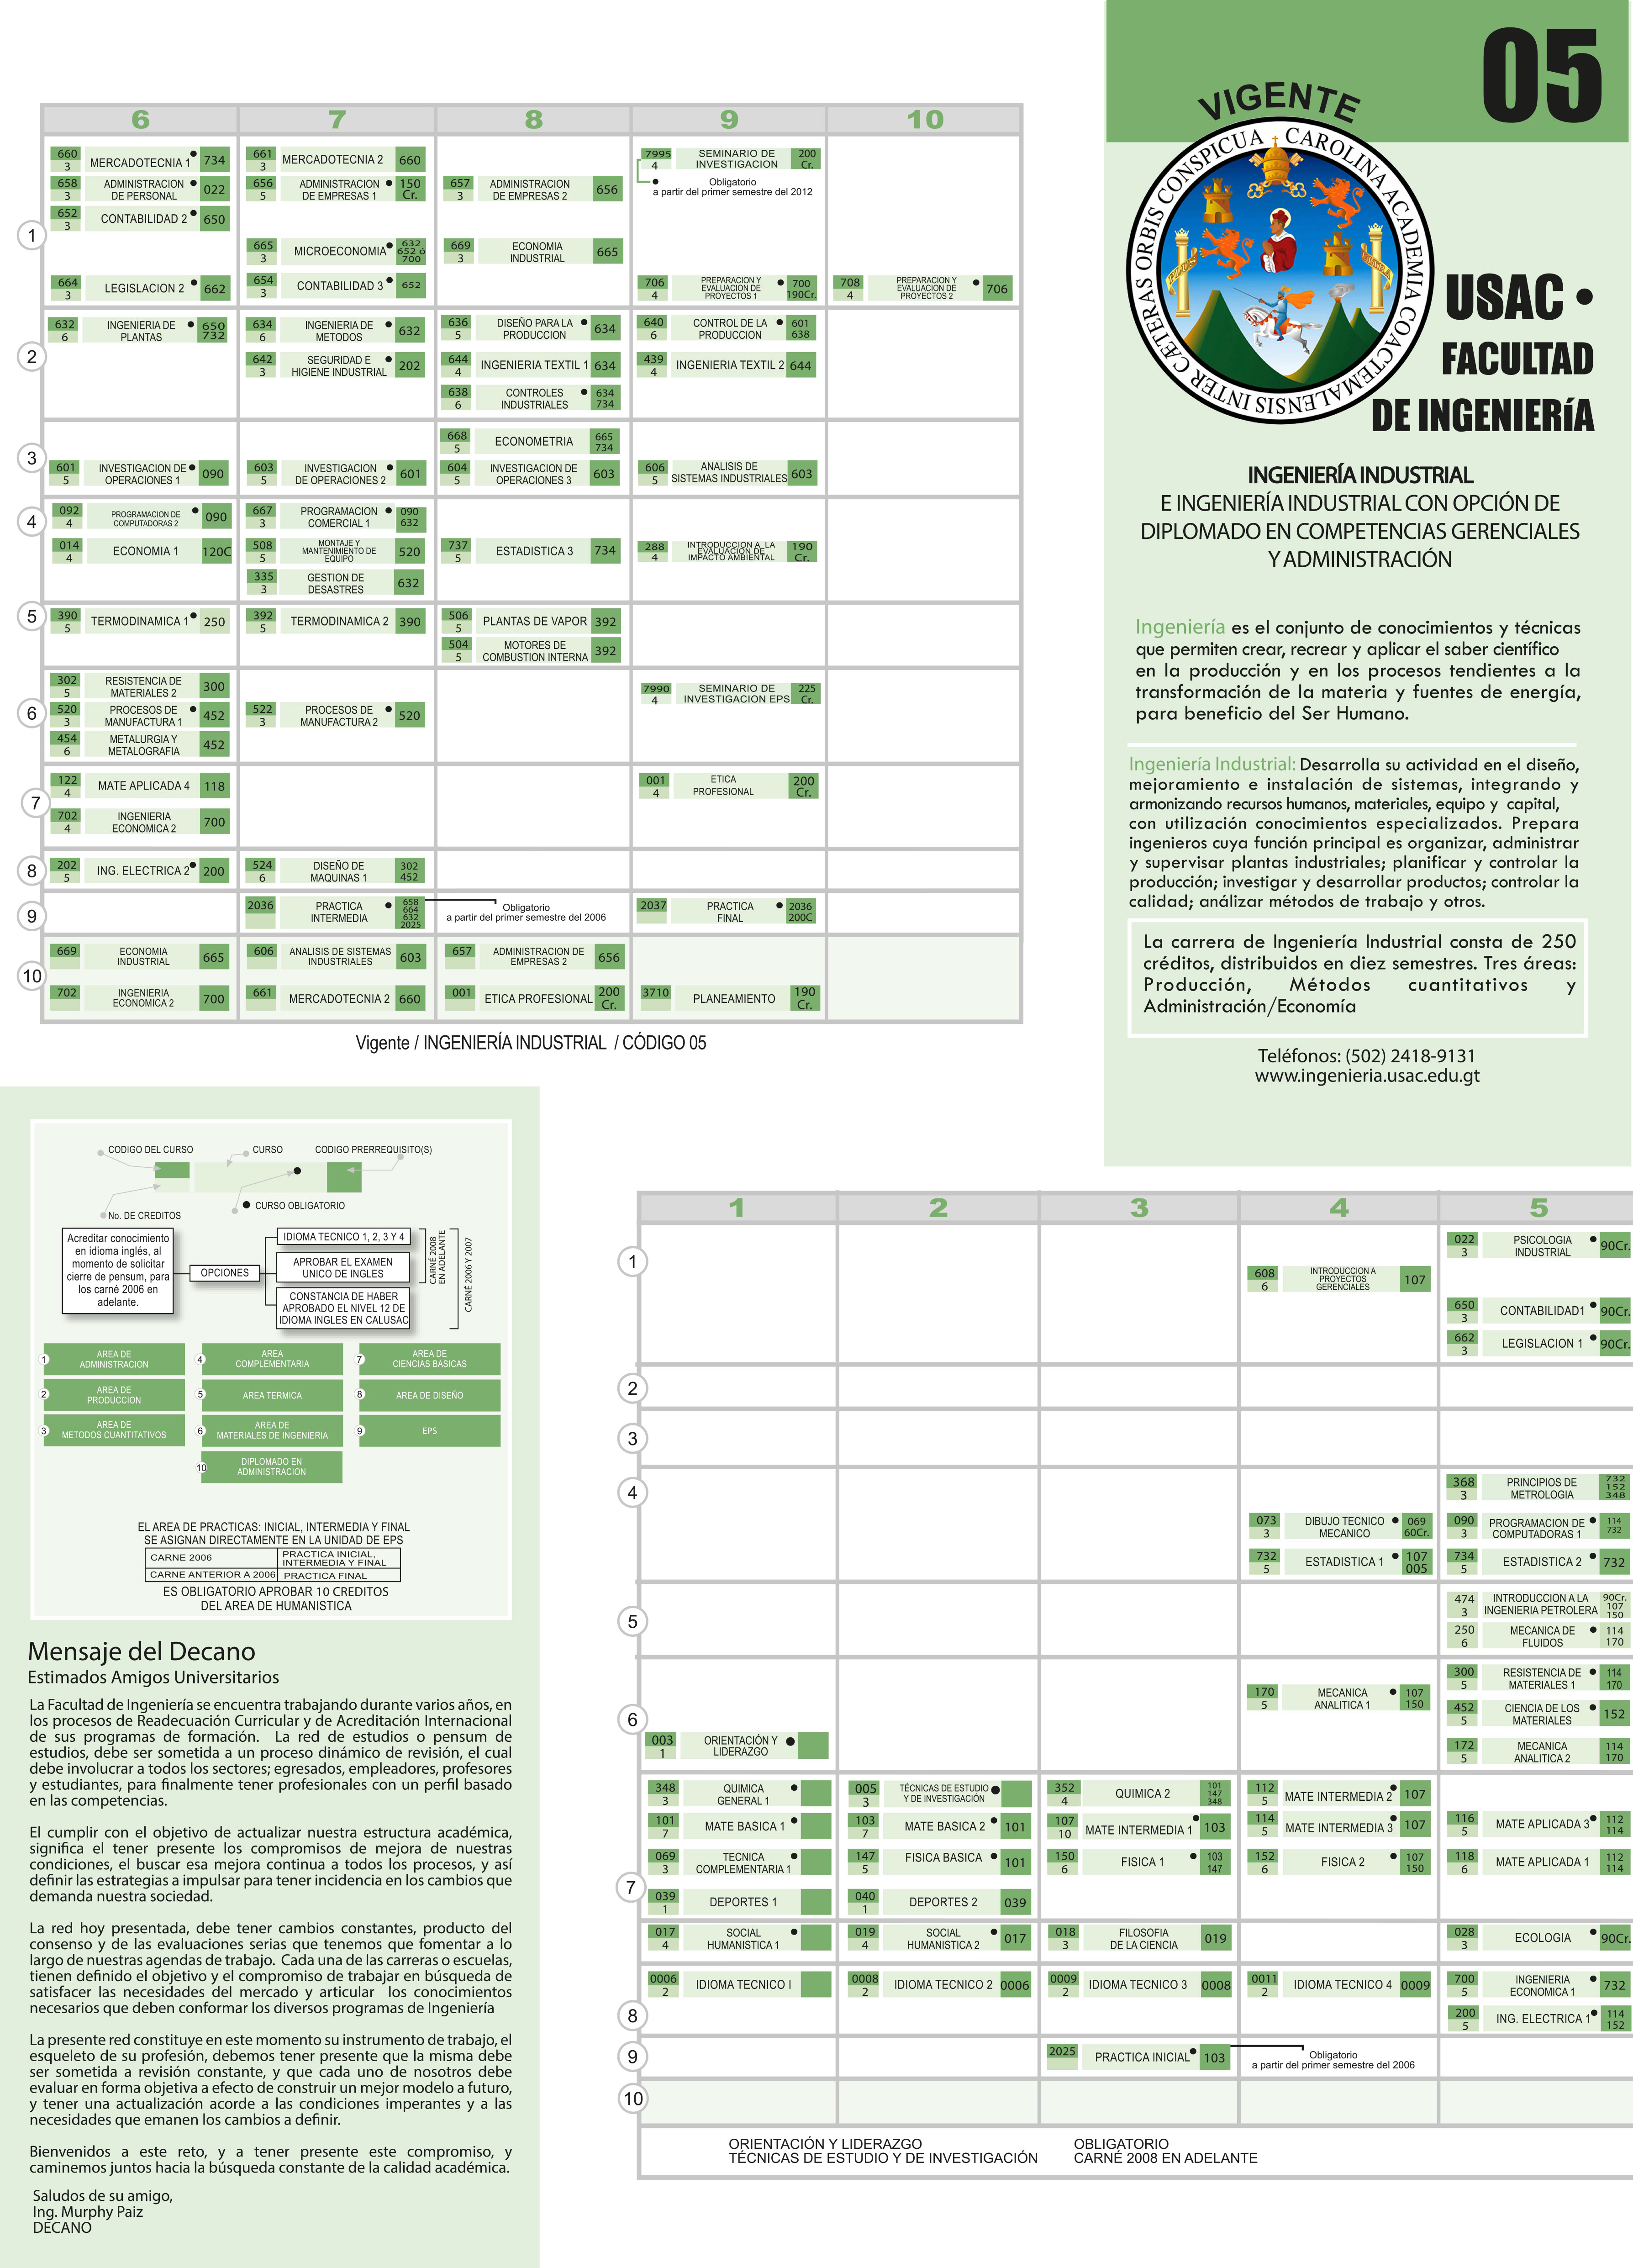 05
VIGENTE
CAROLINA ACADEMIA COACTEMALENSIS INTER CÆTERAS ORBIS CONSPICUA
USAC •
FACULTAD
DE INGENIERíA
INGENIERÍA INDUSTRIAL
E INGENIERÍA INDUSTRIAL CON OPCIÓN DE
DIPLOMADO EN COMPETENCIAS GERENCIALES
Y ADMINISTRACIÓN
Ingeniería es el conjunto de conocimientos y técnicas
que permiten crear, recrear y aplicar el saber científico
en la producción y en los procesos tendientes a la
transformación de la materia y fuentes de energía,
para beneficio del Ser Humano.
Ingeniería Industrial: Desarrolla su actividad en el diseño,
mejoramiento e instalación de sistemas, integrando y
armonizando recursos humanos, materiales, equipo y capital,
con utilización conocimientos especializados. Prepara
ingenieros cuya función principal es organizar, administrar
y supervisar plantas industriales; planificar y controlar la
producción; investigar y desarrollar productos; controlar la
calidad; análizar métodos de trabajo y otros.
La carrera de Ingeniería Industrial consta de 250
créditos, distribuidos en diez semestres. Tres áreas:
Producción, Métodos cuantitativos y
Administración/Economía
Teléfonos: (502) 2418-9131
www.ingenieria.usac.edu.gt
6 7 8 9 10
1
660 3 MERCADOTECNIA 1 • 734
661 3 MERCADOTECNIA 2 660
7995 4 SEMINARIO DE INVESTIGACION 200 Cr.
• Obligatorio
a partir del primer semestre del 2012
658 3 ADMINISTRACION DE PERSONAL • 022
656 5 ADMINISTRACION DE EMPRESAS 1 • 150 Cr.
657 3 ADMINISTRACION DE EMPRESAS 2 656
652 3 CONTABILIDAD 2 • 650
665 3 MICROECONOMIA • 632 652 ó 700
669 3 ECONOMIA INDUSTRIAL 665
664 3 LEGISLACION 2 • 662
654 3 CONTABILIDAD 3 • 652
706 4 PREPARACION Y EVALUACION DE PROYECTOS 1 • 700 190Cr.
708 4 PREPARACION Y EVALUACION DE PROYECTOS 2 • 706
2
632 6 INGENIERIA DE PLANTAS • 650 732
634 6 INGENIERIA DE METODOS • 632
636 5 DISEÑO PARA LA PRODUCCION • 634
640 6 CONTROL DE LA PRODUCCION • 601 638
642 3 SEGURIDAD E HIGIENE INDUSTRIAL • 202
644 4 INGENIERIA TEXTIL 1 634
439 4 INGENIERIA TEXTIL 2 644
638 6 CONTROLES INDUSTRIALES • 634 734
3
668 5 ECONOMETRIA 665 734
601 5 INVESTIGACION DE OPERACIONES 1 • 090
603 5 INVESTIGACION DE OPERACIONES 2 • 601
604 5 INVESTIGACION DE OPERACIONES 3 603
606 5 ANALISIS DE SISTEMAS INDUSTRIALES 603
4
092 4 PROGRAMACION DE COMPUTADORAS 2 • 090
667 3 PROGRAMACION COMERCIAL 1 • 090 632
014 4 ECONOMIA 1 120C
508 5 MONTAJE Y MANTENIMIENTO DE EQUIPO 520
737 5 ESTADISTICA 3 734
288 4 INTRODUCCION A LA EVALUACION DE IMPACTO AMBIENTAL 190 Cr.
335 3 GESTION DE DESASTRES 632
5
390 5 TERMODINAMICA 1 • 250
392 5 TERMODINAMICA 2 390
506 5 PLANTAS DE VAPOR 392
504 5 MOTORES DE COMBUSTION INTERNA 392
6
302 5 RESISTENCIA DE MATERIALES 2 300
7990 4 SEMINARIO DE INVESTIGACION EPS 225 Cr.
520 3 PROCESOS DE MANUFACTURA 1 • 452
522 3 PROCESOS DE MANUFACTURA 2 • 520
454 6 METALURGIA Y METALOGRAFIA 452
7
122 4 MATE APLICADA 4 118
001 4 ETICA PROFESIONAL 200 Cr.
702 4 INGENIERIA ECONOMICA 2 700
8
202 5 ING. ELECTRICA 2 • 200
524 6 DISEÑO DE MAQUINAS 1 302 452
9
2036 PRACTICA INTERMEDIA • 658 664 632 2025
Obligatorio
a partir del primer semestre del 2006
2037 PRACTICA FINAL • 2036 200C
10
669 ECONOMIA INDUSTRIAL 665
606 ANALISIS DE SISTEMAS INDUSTRIALES 603
657 ADMINISTRACION DE EMPRESAS 2 656
702 INGENIERIA ECONOMICA 2 700
661 MERCADOTECNIA 2 660
001 ETICA PROFESIONAL 200 Cr.
3710 PLANEAMIENTO 190 Cr.
Vigente / INGENIERÍA INDUSTRIAL / CÓDIGO 05
CODIGO DEL CURSO
CURSO
CODIGO PRERREQUISITO(S)
No. DE CREDITOS
• CURSO OBLIGATORIO
Acreditar conocimiento
en idioma inglés, al
momento de solicitar
cierre de pensum, para
los carné 2006 en
adelante.
OPCIONES
IDIOMA TECNICO 1, 2, 3 Y 4
APROBAR EL EXAMEN
UNICO DE INGLES
CONSTANCIA DE HABER
APROBADO EL NIVEL 12 DE
IDIOMA INGLES EN CALUSAC
CARNÉ 2008
EN ADELANTE
CARNÉ 2006 Y 2007
1 AREA DE ADMINISTRACION
4 AREA COMPLEMENTARIA
7 AREA DE CIENCIAS BASICAS
2 AREA DE PRODUCCION
5 AREA TERMICA
8 AREA DE DISEÑO
3 AREA DE METODOS CUANTITATIVOS
6 AREA DE MATERIALES DE INGENIERIA
9 EPS
10 DIPLOMADO EN ADMINISTRACION
EL AREA DE PRACTICAS: INICIAL, INTERMEDIA Y FINAL
SE ASIGNAN DIRECTAMENTE EN LA UNIDAD DE EPS
CARNE 2006 PRACTICA INICIAL, INTERMEDIA Y FINAL
CARNE ANTERIOR A 2006 PRACTICA FINAL
ES OBLIGATORIO APROBAR 10 CREDITOS
DEL AREA DE HUMANISTICA
Mensaje del Decano
Estimados Amigos Universitarios
La Facultad de Ingeniería se encuentra trabajando durante varios años, en
los procesos de Readecuación Curricular y de Acreditación Internacional
de sus programas de formación. La red de estudios o pensum de
estudios, debe ser sometida a un proceso dinámico de revisión, el cual
debe involucrar a todos los sectores; egresados, empleadores, profesores
y estudiantes, para finalmente tener profesionales con un perfil basado
en las competencias.
El cumplir con el objetivo de actualizar nuestra estructura académica,
significa el tener presente los compromisos de mejora de nuestras
condiciones, el buscar esa mejora continua a todos los procesos, y así
definir las estrategias a impulsar para tener incidencia en los cambios que
demanda nuestra sociedad.
La red hoy presentada, debe tener cambios constantes, producto del
consenso y de las evaluaciones serias que tenemos que fomentar a lo
largo de nuestras agendas de trabajo. Cada una de las carreras o escuelas,
tienen definido el objetivo y el compromiso de trabajar en búsqueda de
satisfacer las necesidades del mercado y articular los conocimientos
necesarios que deben conformar los diversos programas de Ingeniería
La presente red constituye en este momento su instrumento de trabajo, el
esqueleto de su profesión, debemos tener presente que la misma debe
ser sometida a revisión constante, y que cada uno de nosotros debe
evaluar en forma objetiva a efecto de construir un mejor modelo a futuro,
y tener una actualización acorde a las condiciones imperantes y a las
necesidades que emanen los cambios a definir.
Bienvenidos a este reto, y a tener presente este compromiso, y
caminemos juntos hacia la búsqueda constante de la calidad académica.
Saludos de su amigo,
Ing. Murphy Paiz
DECANO
1 2 3 4 5
1
022 3 PSICOLOGIA INDUSTRIAL • 90Cr.
608 6 INTRODUCCION A PROYECTOS GERENCIALES 107
650 3 CONTABILIDAD1 • 90Cr.
662 3 LEGISLACION 1 • 90Cr.
2
3
4
368 3 PRINCIPIOS DE METROLOGIA 732 152 348
073 3 DIBUJO TECNICO MECANICO • 069 60Cr.
090 3 PROGRAMACION DE COMPUTADORAS 1 • 114 732
732 5 ESTADISTICA 1 • 107 005
734 5 ESTADISTICA 2 • 732
5
474 3 INTRODUCCION A LA INGENIERIA PETROLERA 90Cr. 107 150
250 6 MECANICA DE FLUIDOS • 114 170
6
300 5 RESISTENCIA DE MATERIALES 1 • 114 170
170 5 MECANICA ANALITICA 1 • 107 150
452 5 CIENCIA DE LOS MATERIALES • 152
003 1 ORIENTACIÓN Y LIDERAZGO •
172 5 MECANICA ANALITICA 2 114 170
7
348 3 QUIMICA GENERAL 1 •
005 3 TÉCNICAS DE ESTUDIO Y DE INVESTIGACIÓN •
352 4 QUIMICA 2 101 147 348
112 5 MATE INTERMEDIA 2 • 107
101 7 MATE BASICA 1 •
103 7 MATE BASICA 2 • 101
107 10 MATE INTERMEDIA 1 • 103
114 5 MATE INTERMEDIA 3 • 107
116 5 MATE APLICADA 3 • 112 114
069 3 TECNICA COMPLEMENTARIA 1 •
147 5 FISICA BASICA • 101
150 6 FISICA 1 • 103 147
152 6 FISICA 2 • 107 150
118 6 MATE APLICADA 1 112 114
039 1 DEPORTES 1
040 1 DEPORTES 2 039
017 4 SOCIAL HUMANISTICA 1 •
019 4 SOCIAL HUMANISTICA 2 • 017
018 3 FILOSOFIA DE LA CIENCIA 019
028 3 ECOLOGIA • 90Cr.
8
0006 2 IDIOMA TECNICO I
0008 2 IDIOMA TECNICO 2 0006
0009 2 IDIOMA TECNICO 3 0008
0011 2 IDIOMA TECNICO 4 0009
700 5 INGENIERIA ECONOMICA 1 • 732
200 5 ING. ELECTRICA 1 • 114 152
9
2025 PRACTICA INICIAL • 103
Obligatorio
a partir del primer semestre del 2006
10
ORIENTACIÓN Y LIDERAZGO OBLIGATORIO
TÉCNICAS DE ESTUDIO Y DE INVESTIGACIÓN CARNÉ 2008 EN ADELANTE